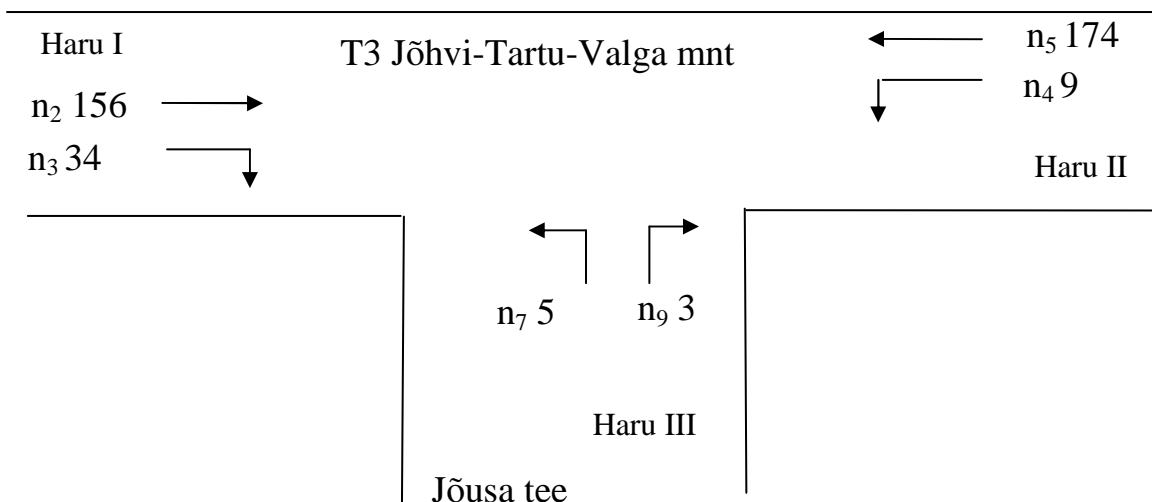 Haru I
T3 Jõhvi-Tartu-Valga mnt
n₅ 174
n₂ 156
n₄ 9
n₃ 34
Haru II
n₇ 5
n₉ 3
Haru III
Jõusa tee